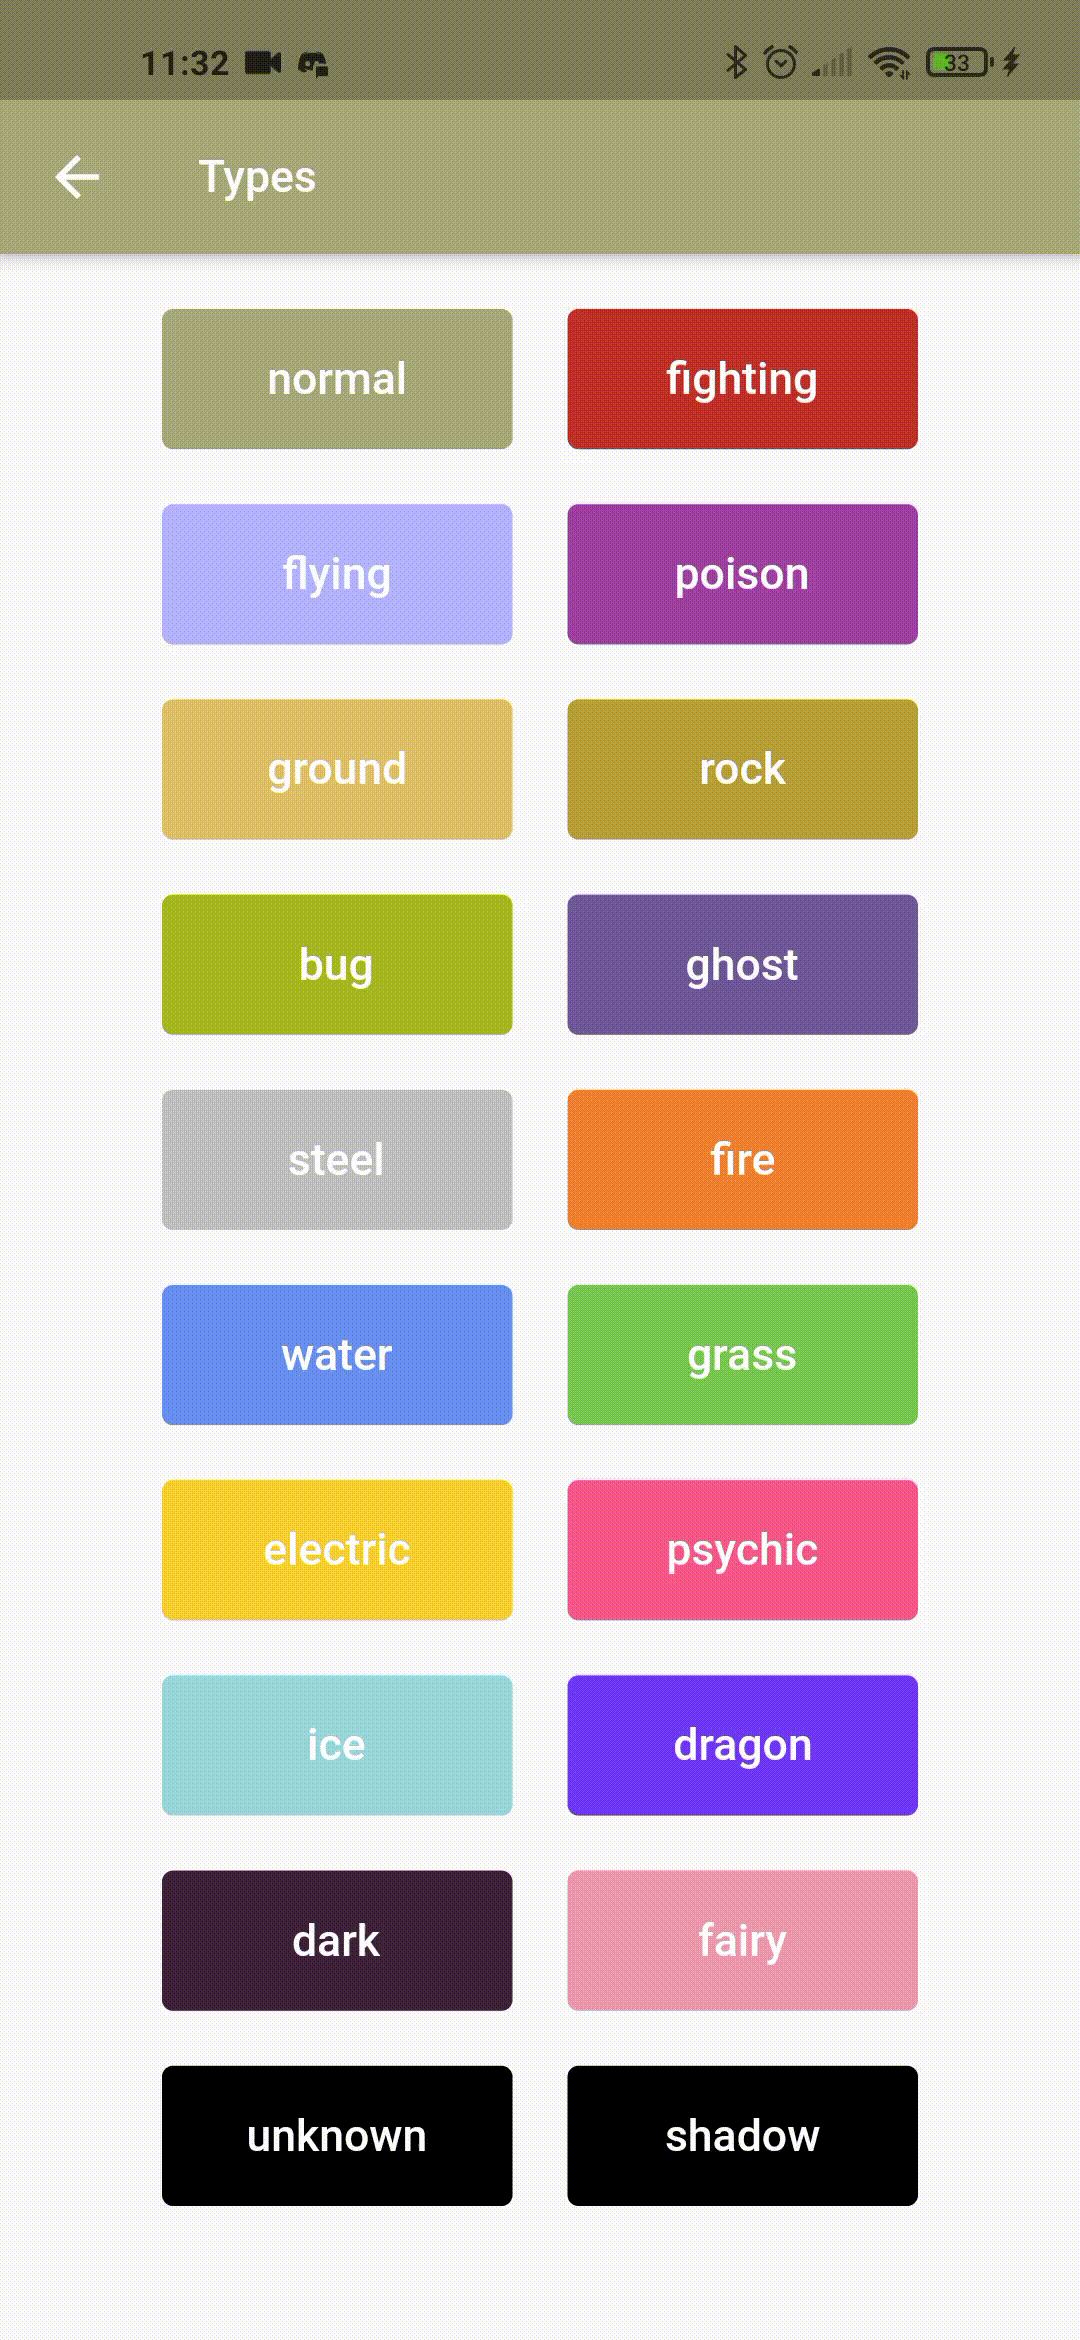 11:32 33
Types
normal fighting
flying poison
ground rock
bug ghost
steel fire
water grass
electric psychic
ice dragon
dark fairy
unknown shadow